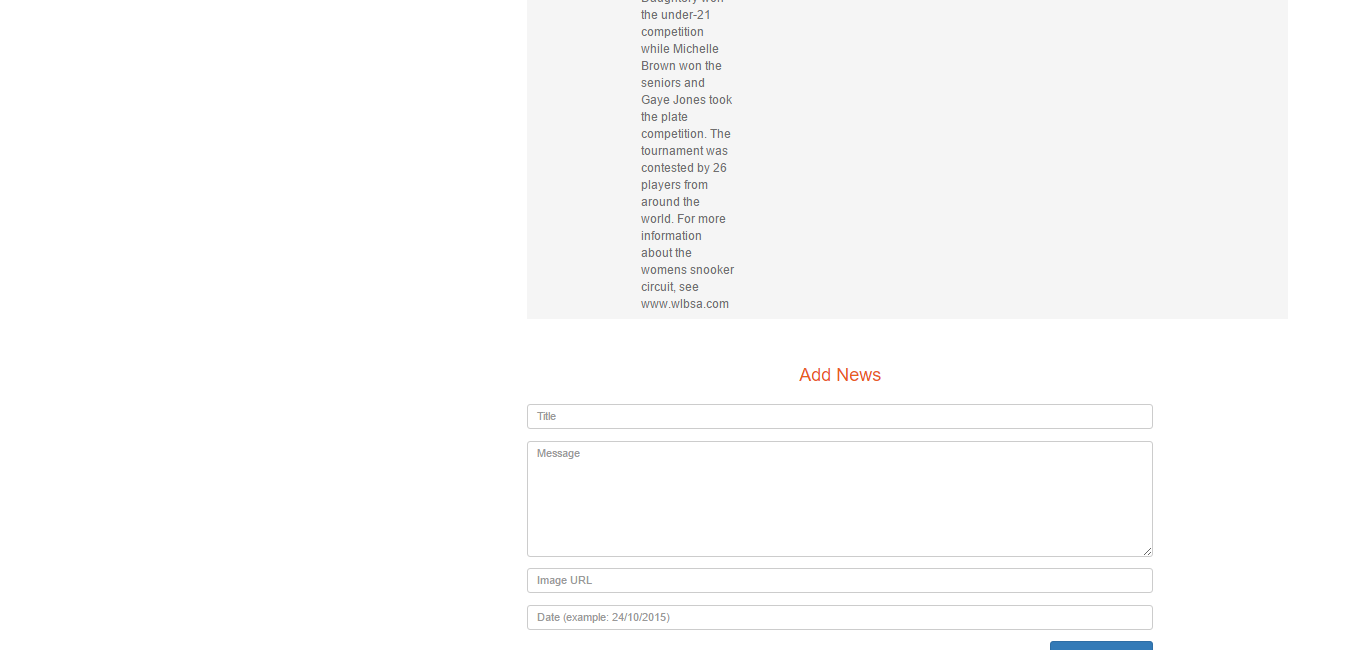 the under-21
competition
while Michelle
Brown won the
seniors and
Gaye Jones took
the plate
competition. The
tournament was
contested by 26
players from
around the
world. For more
information
about the
womens snooker
circuit, see
www.wlbsa.com
Add News
Title
Message
Image URL
Date (example: 24/10/2015)